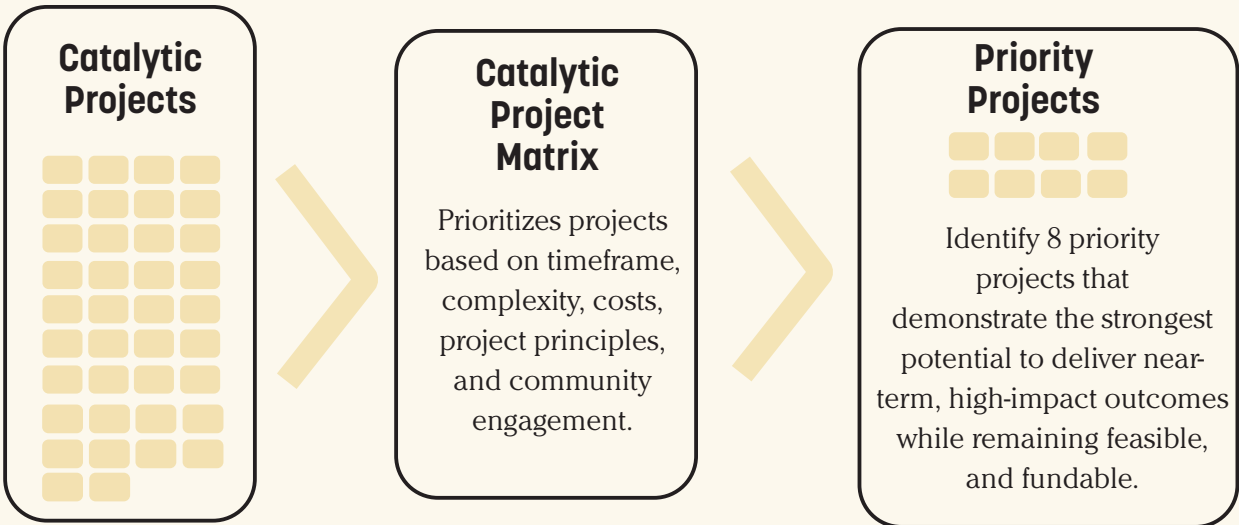 Catalytic
Projects
Catalytic
Project
Matrix
Prioritizes projects
based on timeframe,
complexity, costs,
project principles,
and community
engagement.
Priority
Projects
Identify 8 priority
projects that
demonstrate the strongest
potential to deliver near-
term, high-impact outcomes
while remaining feasible,
and fundable.